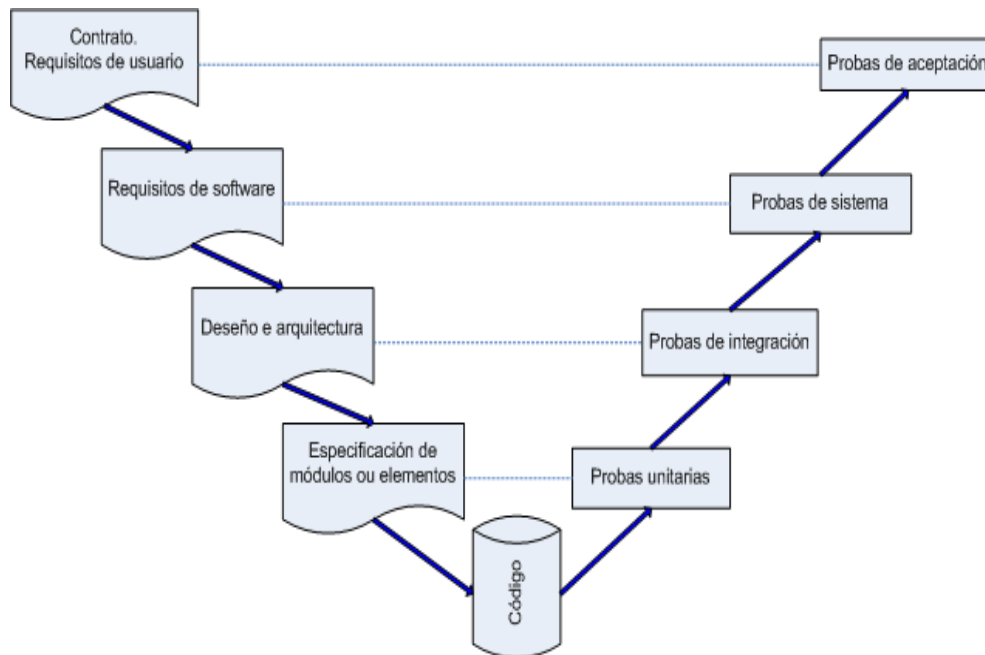 Contrato.
Requisitos de usuario
Probas de aceptación
Requisitos de software
Probas de sistema
Deseño e arquitectura
Probas de integración
Especificación de
módulos ou elementos
Probas unitarias
Código